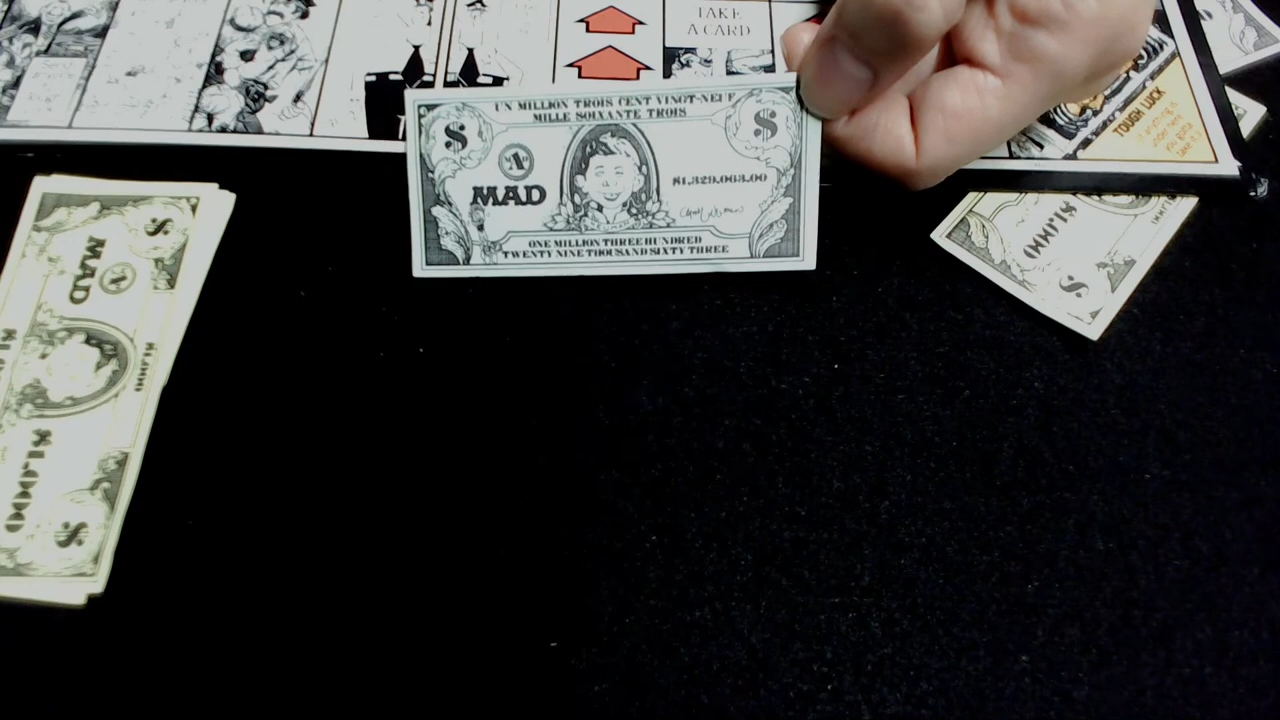 TAKE
A CARD
UN MILLION TROIS CENT VINGT-NEUF
MILLE SOIXANTE TROIS
$ $
MAD
$1,329,063.00
ONE MILLION THREE HUNDRED
TWENTY NINE THOUSAND SIXTY THREE
TOUGH LUCK
$
MAD
$1,000
$
$1,000
$